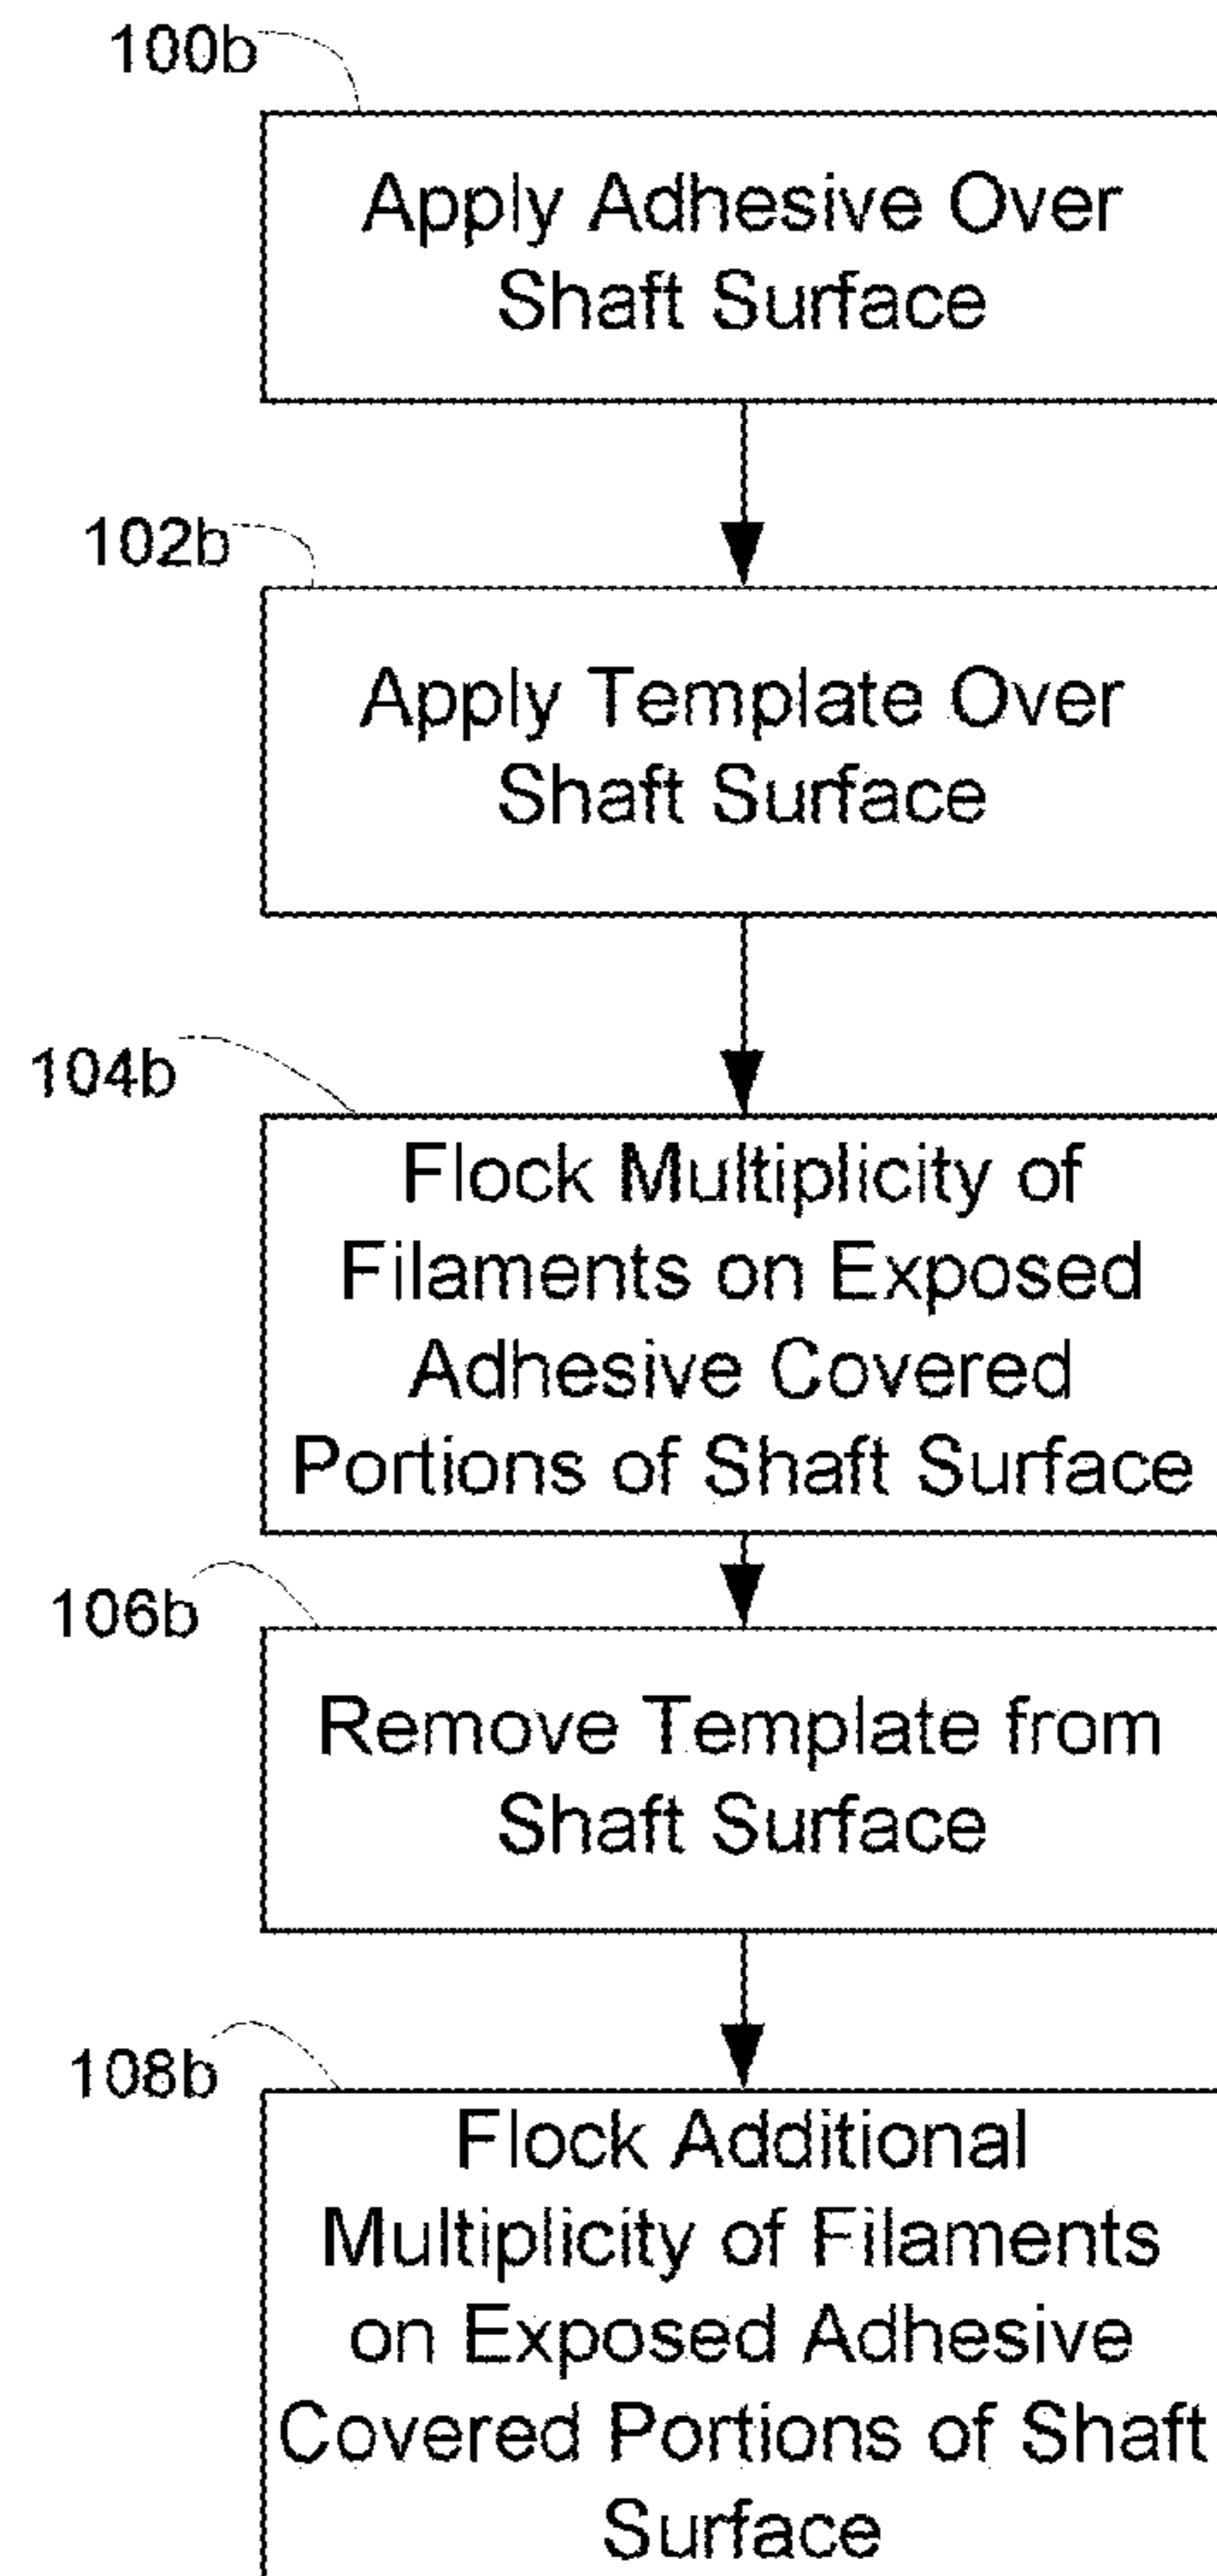 100b
Apply Adhesive Over
Shaft Surface
102b
Apply Template Over
Shaft Surface
104b
Flock Multiplicity of
Filaments on Exposed
Adhesive Covered
Portions of Shaft Surface
106b
Remove Template from
Shaft Surface
108b
Flock Additional
Multiplicity of Filaments
on Exposed Adhesive
Covered Portions of Shaft
Surface